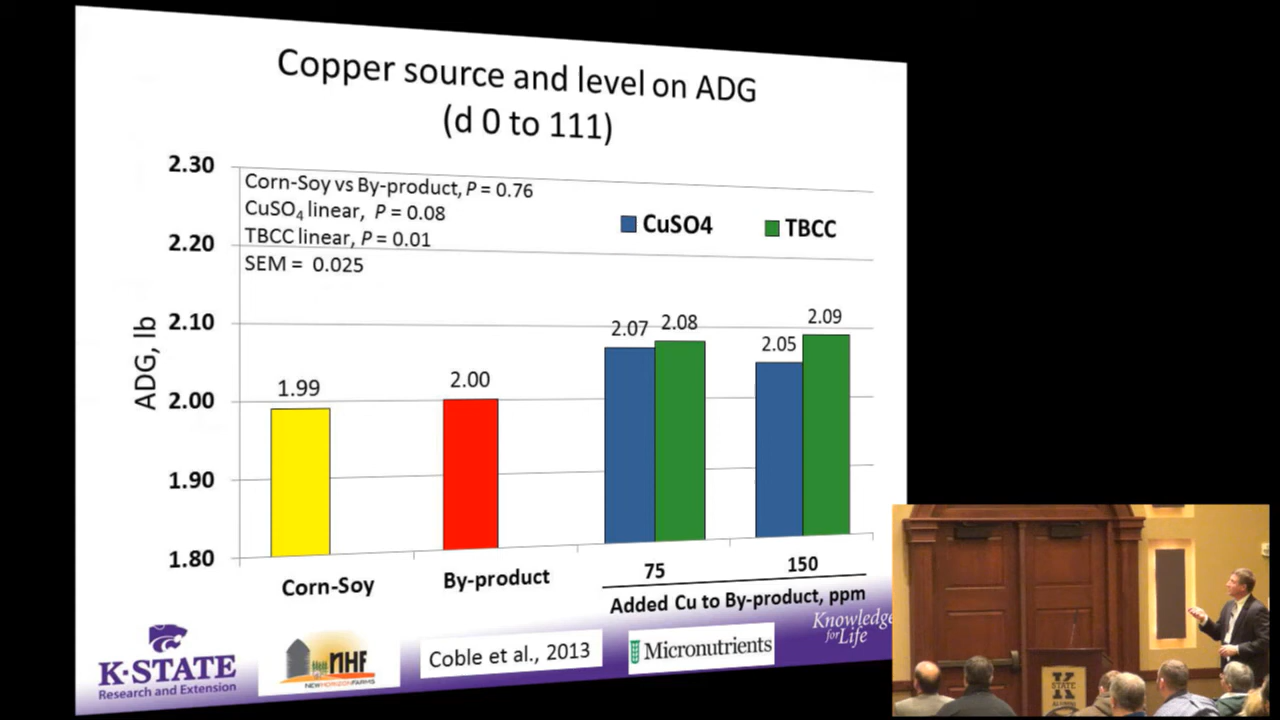 Copper source and level on ADG
(d 0 to 111)
2.30
2.20
2.10
2.00
1.90
1.80
ADG, lb
Corn-Soy vs By-product, P = 0.76
CuSO₄ linear, P = 0.08
TBCC linear, P = 0.01
SEM = 0.025
CuSO4
TBCC
1.99
2.00
2.07
2.08
2.05
2.09
Corn-Soy
By-product
75
150
Added Cu to By-product, ppm
Knowledge
for Life
K-STATE
Research and Extension
NHF
NEW HORIZON FARMS
Coble et al., 2013
Micronutrients
K
STATE
ALUMNI